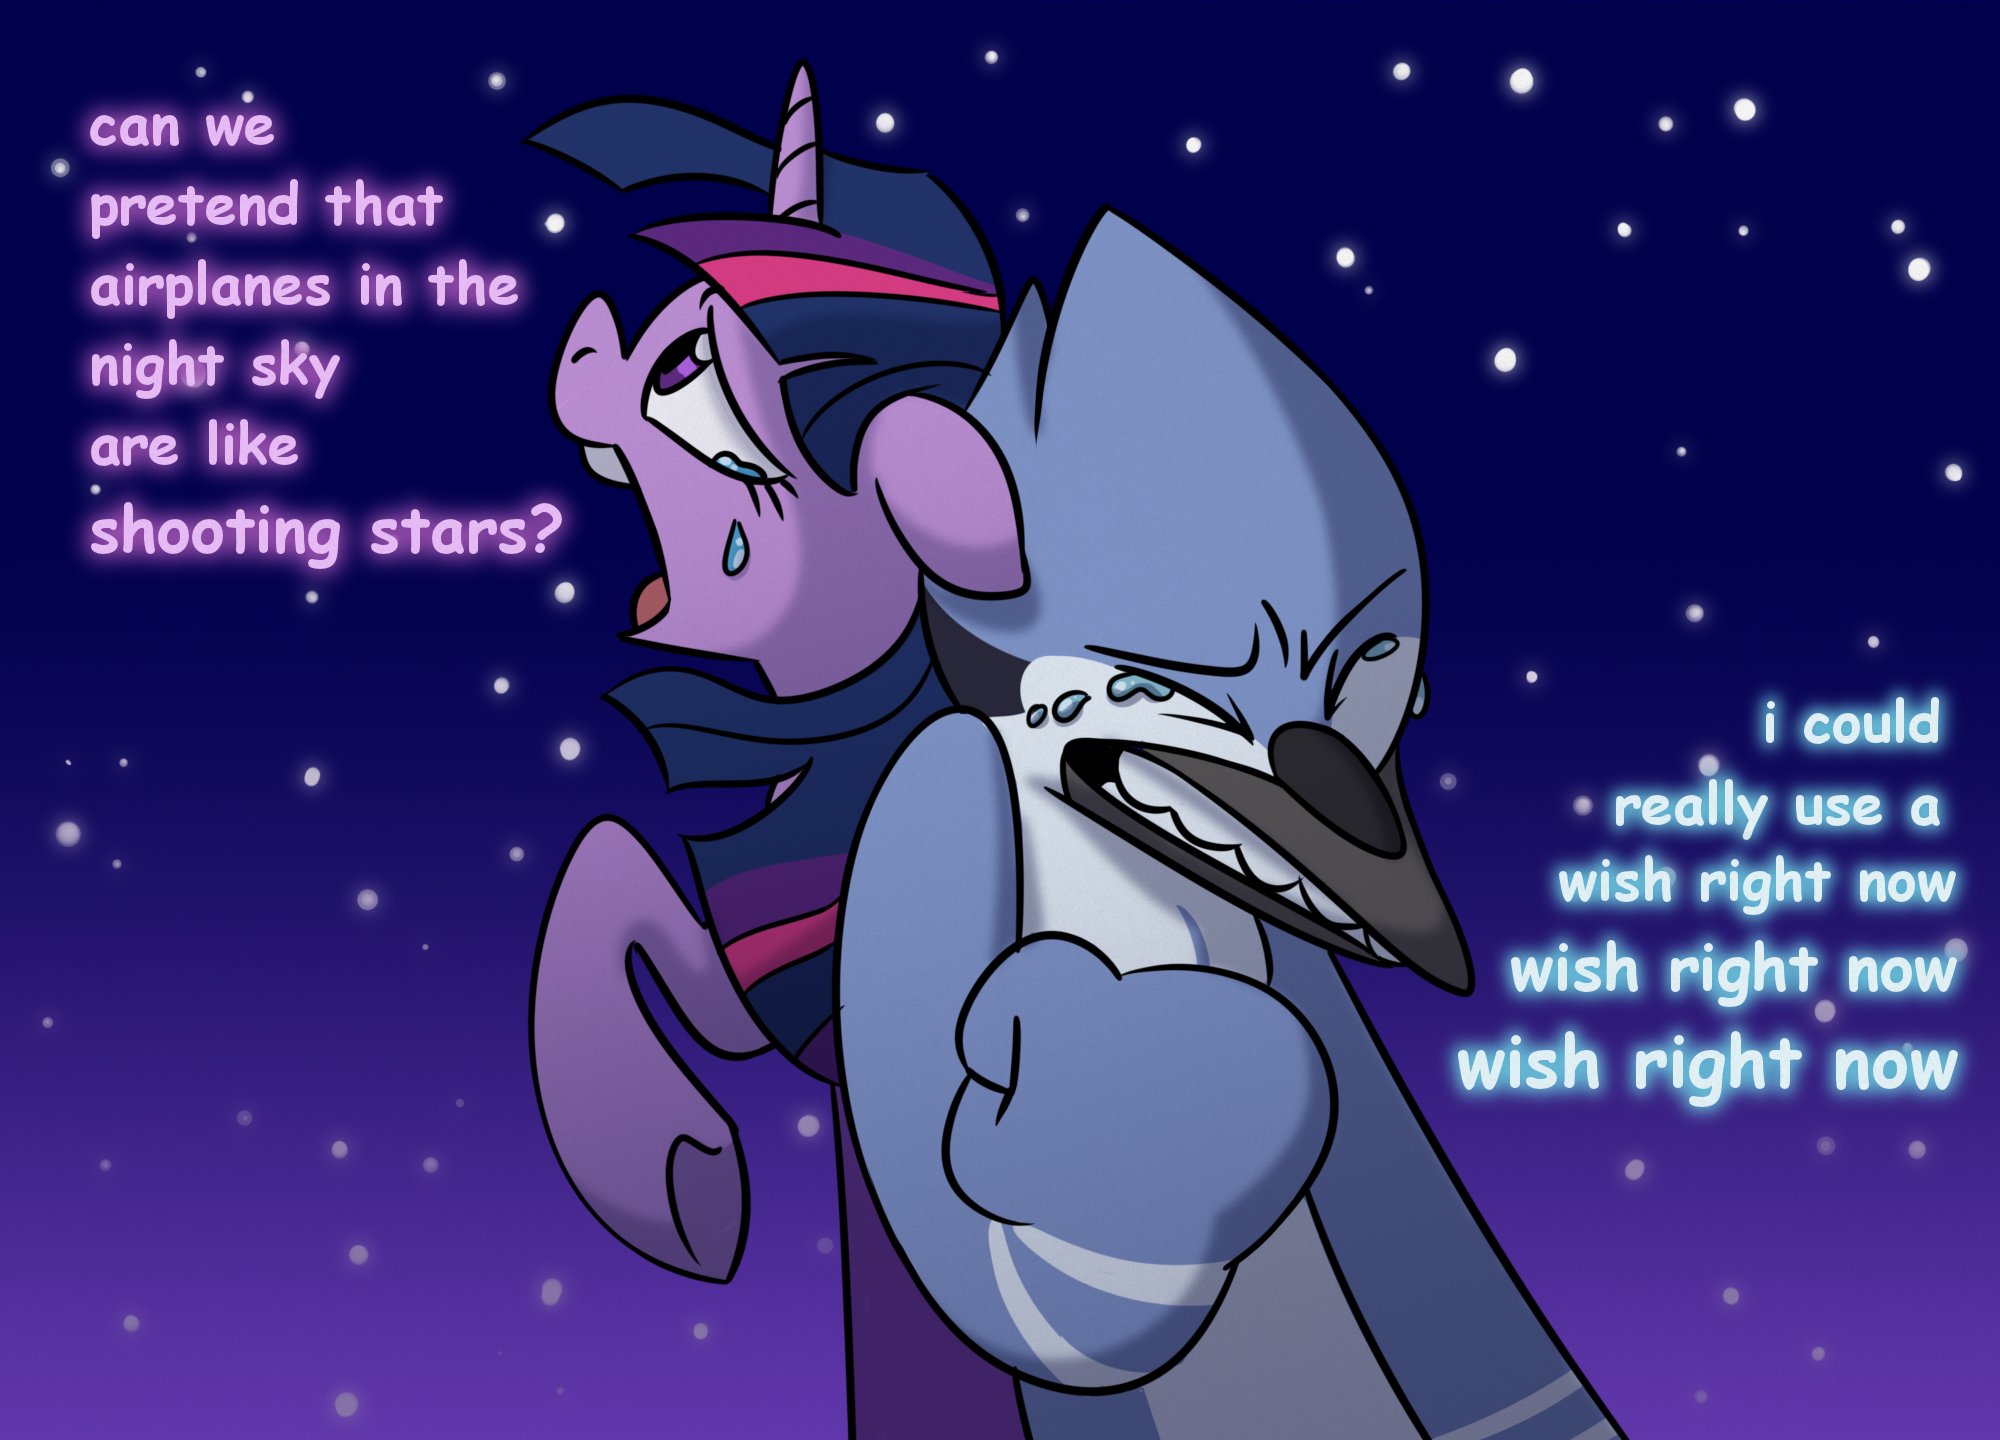 can we
pretend that
airplanes in the
night sky
are like
shooting stars?
i could
really use a
wish right now
wish right now
wish right now